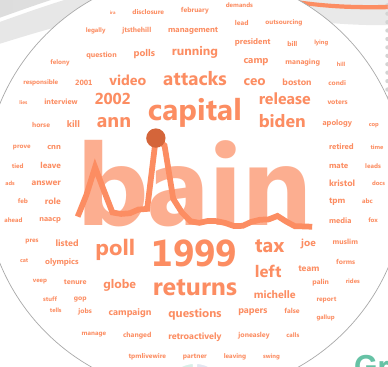 disclosure february demands
legally jtsthehill management lead outsourcing
question polls running president bill lying
felony camp managing hill
responsible 2001 video attacks ceo boston condi
lim interview 2002 capital release voters
horse kill ann biden apology cop
prove cnn retired time
tied leave bain mate leads
ads answer kristol docs
feb role tpm abc
ahead naacp media fox
pres listed poll 1999 tax joe muslim
cat olympics left team forms
veep tenure globe returns palin rides
stuff gop michelle report
tells jobs campaign questions papers false gallup
manage changed retroactively joneasley calls
tpmlivewire partner leaving swing
Gr